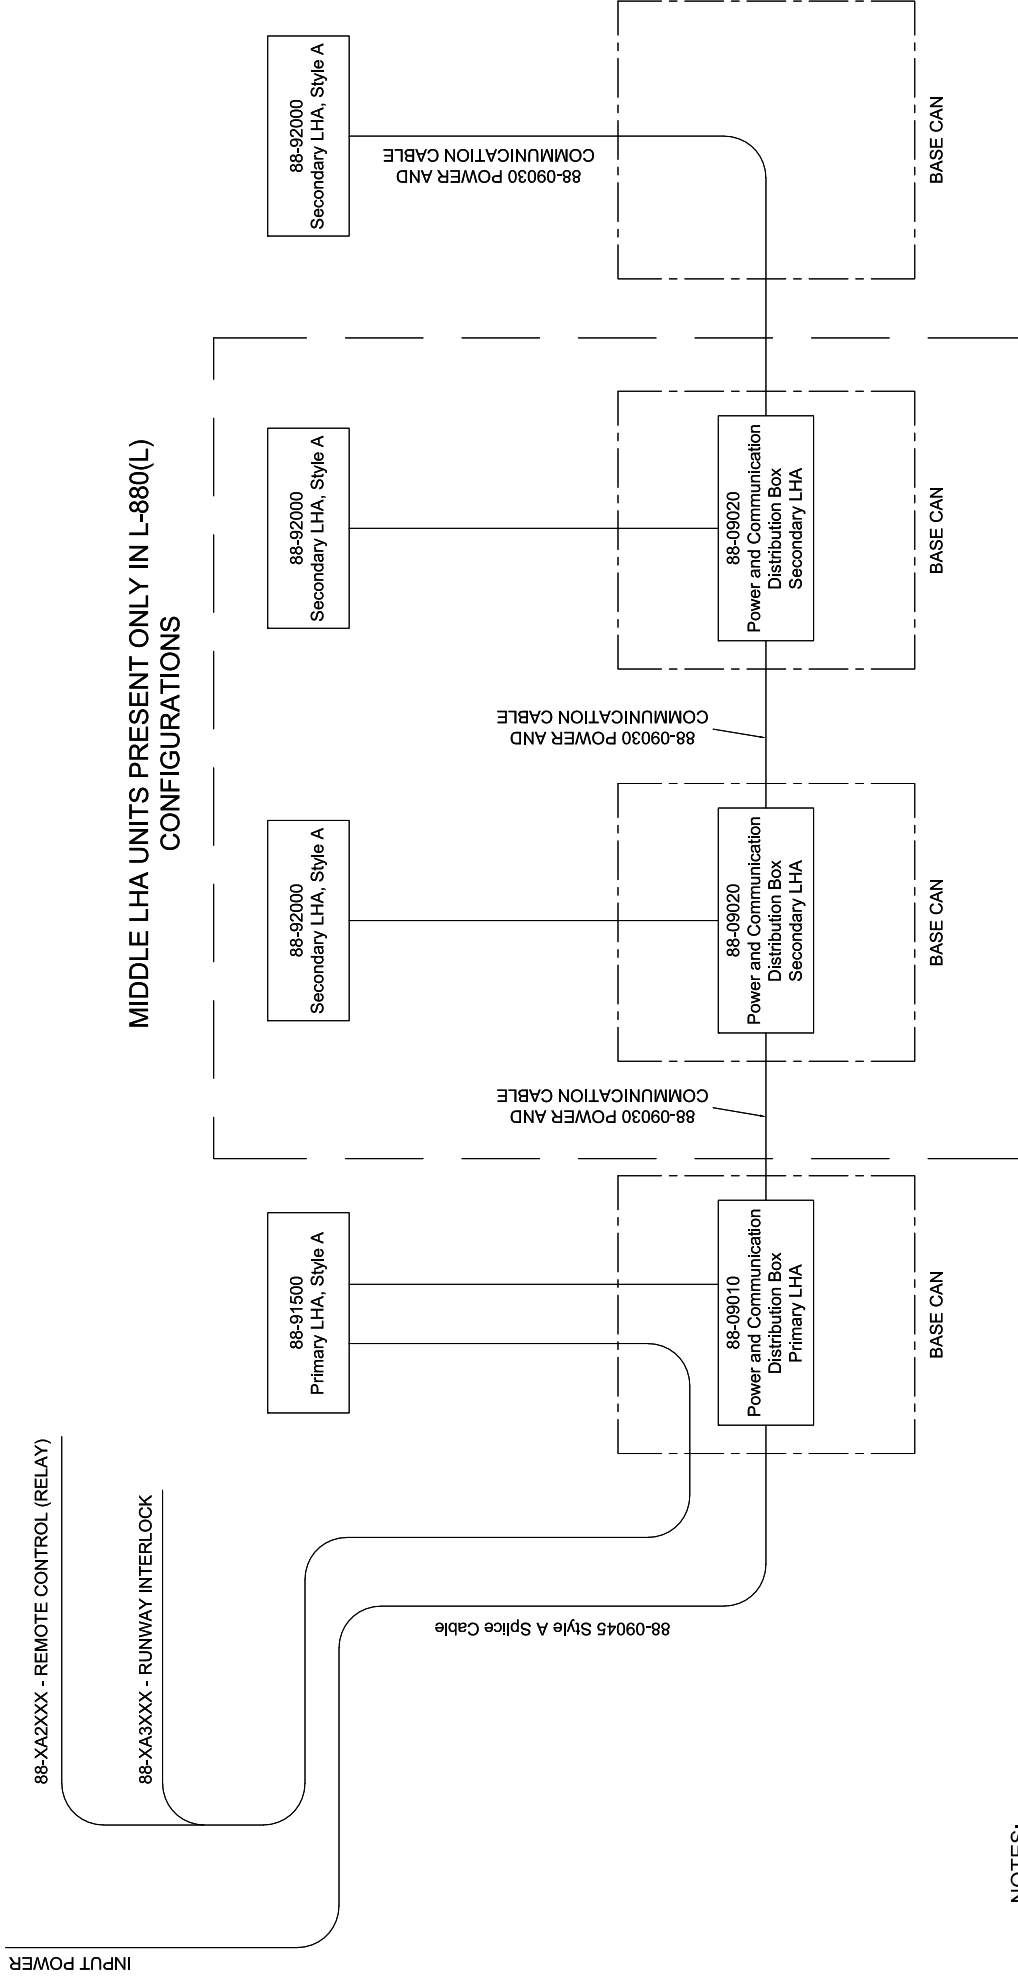 MIDDLE LHA UNITS PRESENT ONLY IN L-880(L)
CONFIGURATIONS
INPUT POWER
88-XA2XXX - REMOTE CONTROL (RELAY)
88-XA3XXX - RUNWAY INTERLOCK
88-91500
Primary LHA, Style A
88-92000
Secondary LHA, Style A
88-92000
Secondary LHA, Style A
88-92000
Secondary LHA, Style A
88-09045 Style A Splice Cable
88-09030 POWER AND
COMMUNICATION CABLE
88-09030 POWER AND
COMMUNICATION CABLE
88-09030 POWER AND
COMMUNICATION CABLE
88-09010
Power and Communication
Distribution Box
Primary LHA
88-09020
Power and Communication
Distribution Box
Secondary LHA
88-09020
Power and Communication
Distribution Box
Secondary LHA
BASE CAN
BASE CAN
BASE CAN
BASE CAN
NOTES: